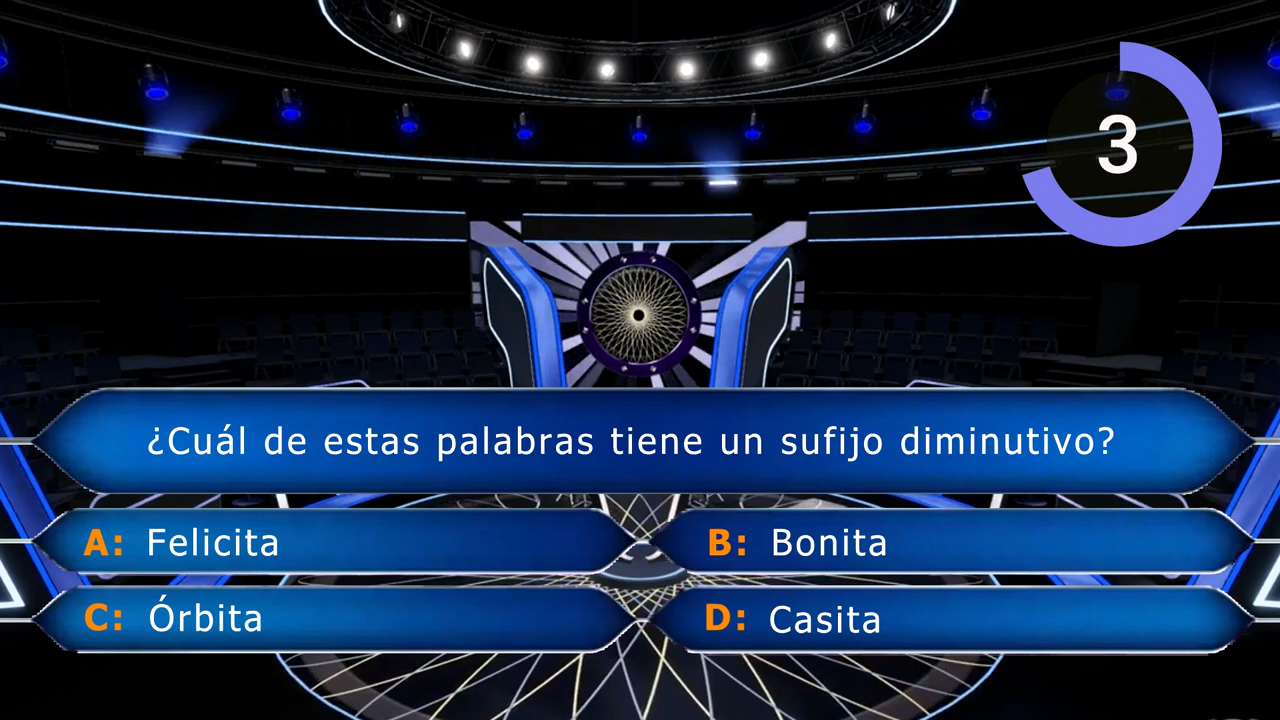 3
¿Cuál de estas palabras tiene un sufijo diminutivo?
A: Felicita
B: Bonita
C: Órbita
D: Casita